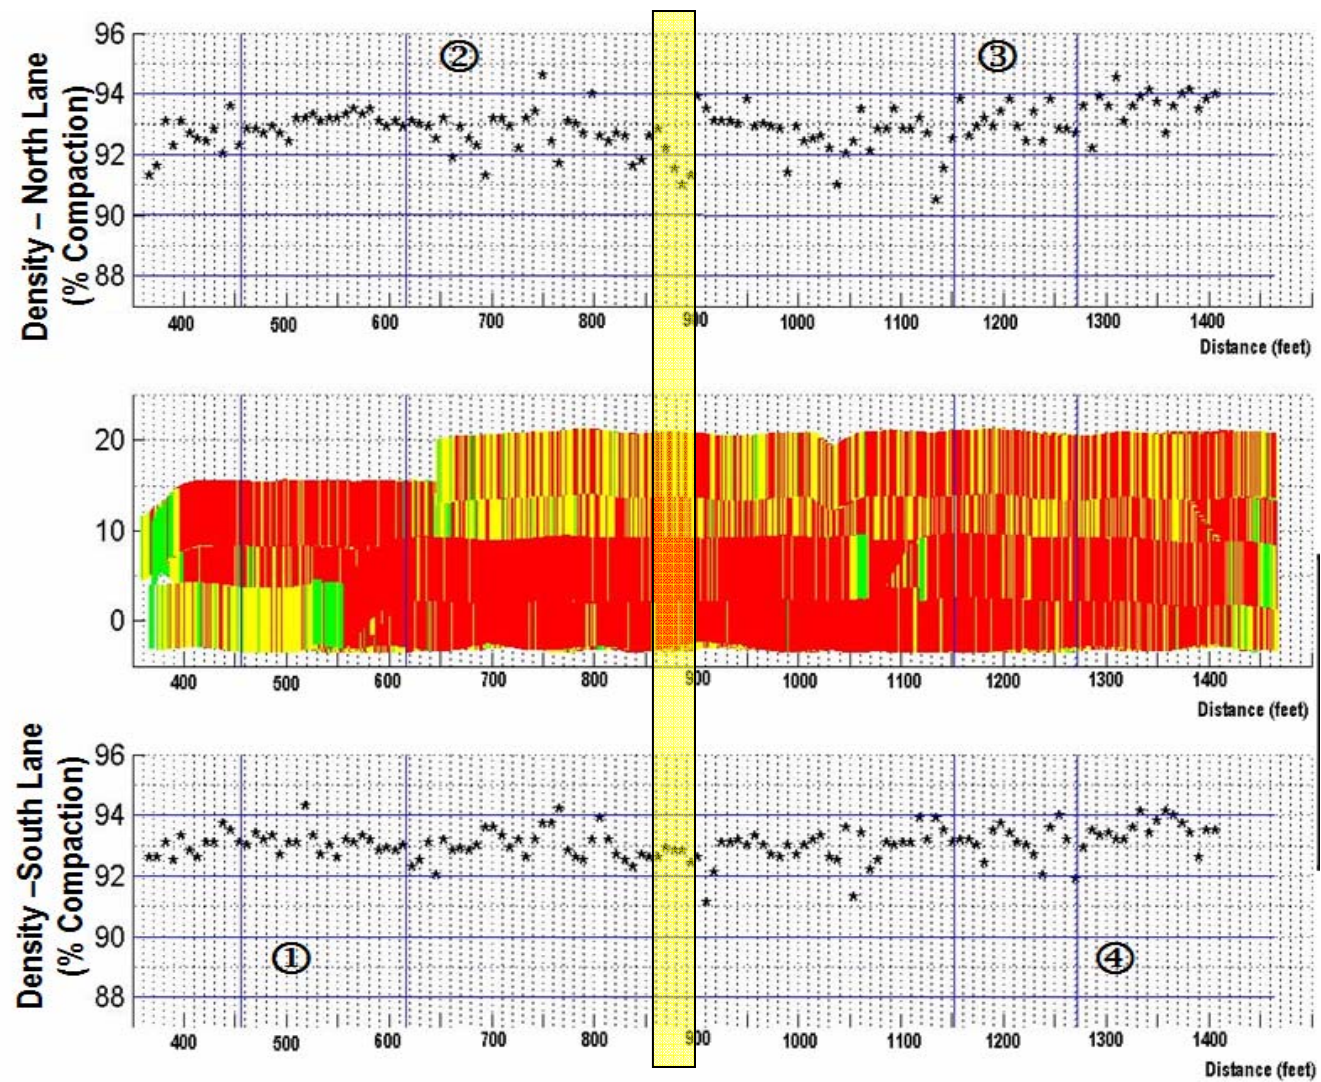 Density – North Lane
(% Compaction)
96
94
92
90
88
②
③
400 500 600 700 800 900 1000 1100 1200 1300 1400
Distance (feet)
20
10
0
400 500 600 700 800 900 1000 1100 1200 1300 1400
Distance (feet)
Density –South Lane
(% Compaction)
96
94
92
90
88
①
④
400 500 600 700 800 900 1000 1100 1200 1300 1400
Distance (feet)